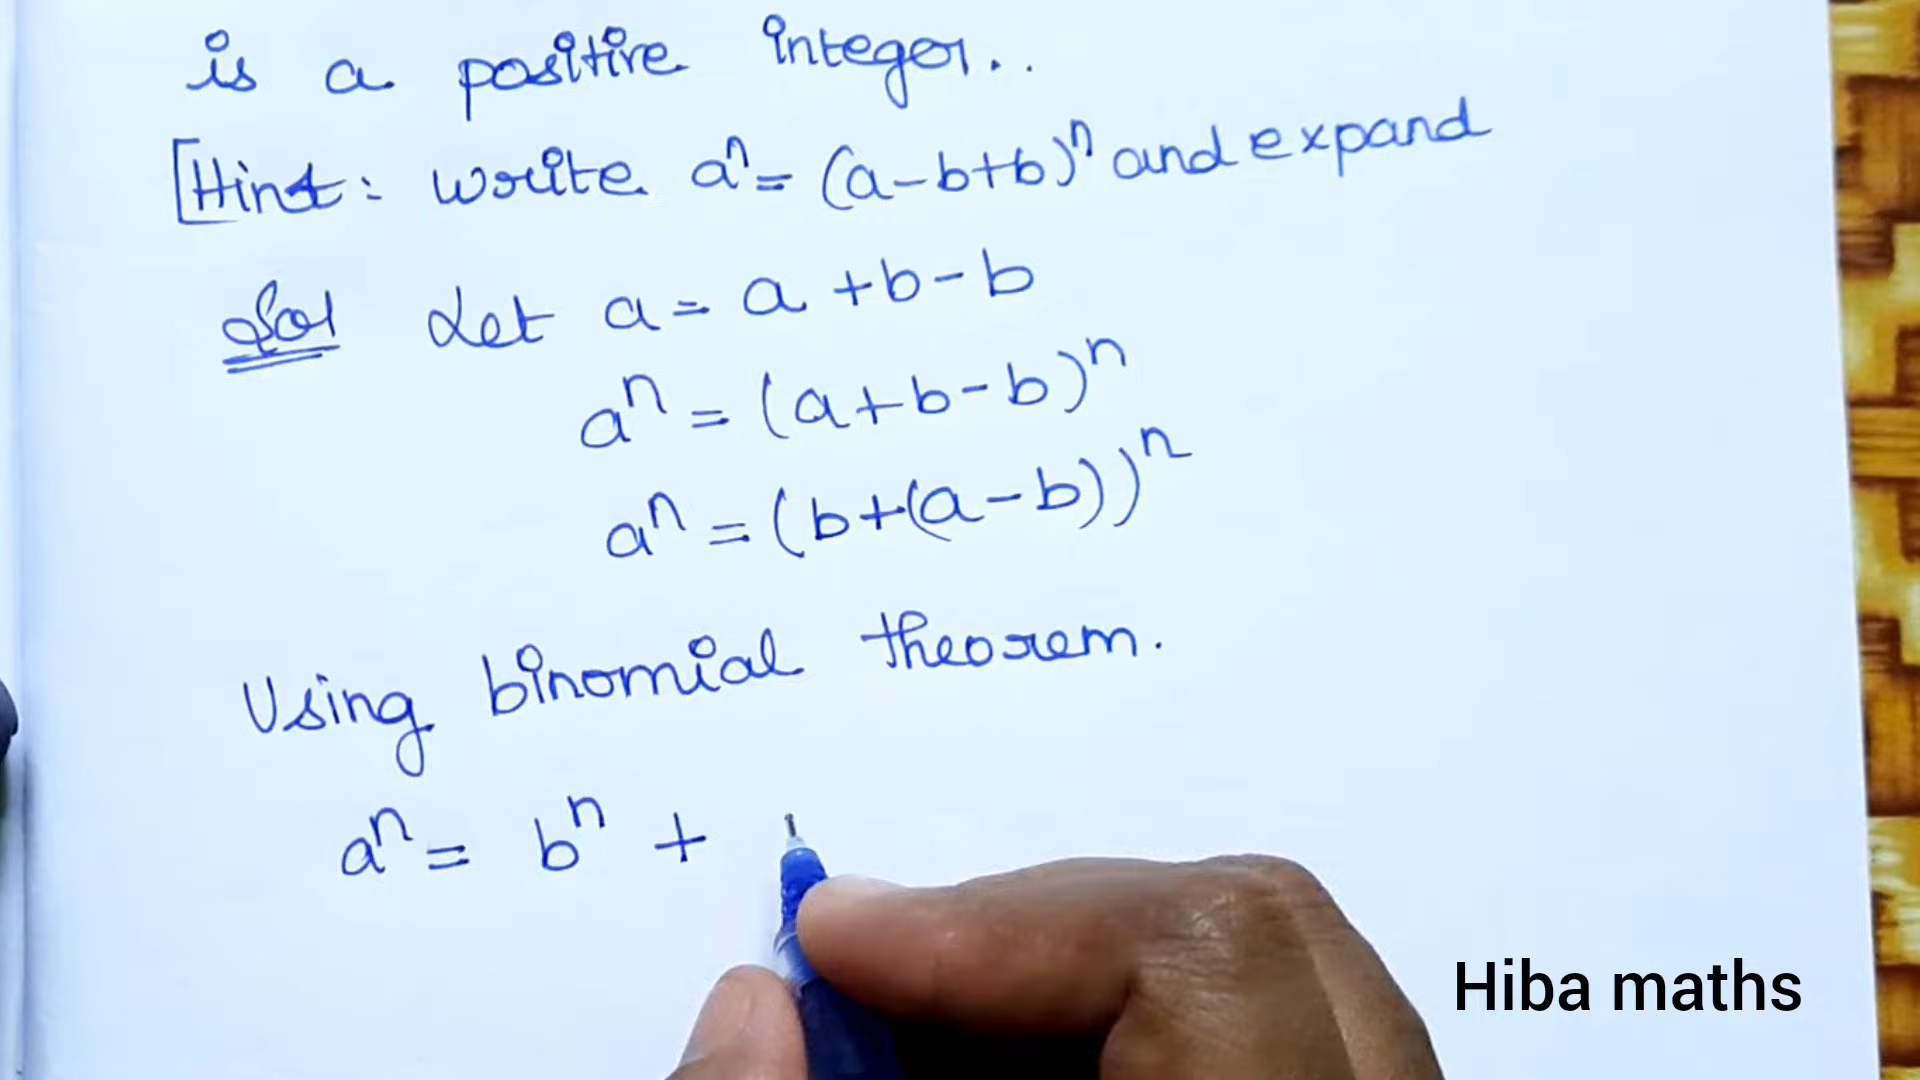 is a positive integer..
[Hint: write aⁿ = (a-b+b)ⁿ and expand
Sol Let a = a +b-b
aⁿ = (a+b-b)ⁿ
aⁿ = (b+(a-b))ⁿ
Using binomial theorem.
aⁿ = bⁿ +
Hiba maths